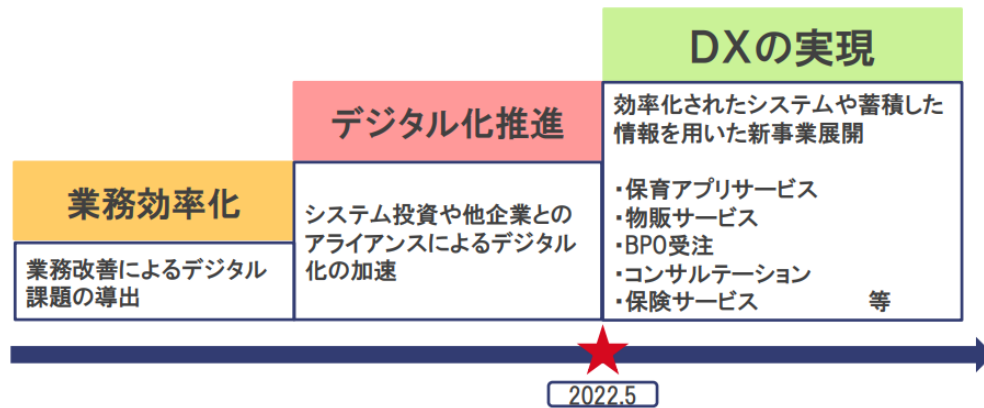 DXの実現
デジタル化推進
業務効率化
業務改善によるデジタル
課題の導出
システム投資や他企業との
アライアンスによるデジタル
化の加速
効率化されたシステムや蓄積した
情報を用いた新事業展開
・保育アプリサービス
・物販サービス
・BPO受注
・コンサルテーション
・保険サービス 等
2022.5